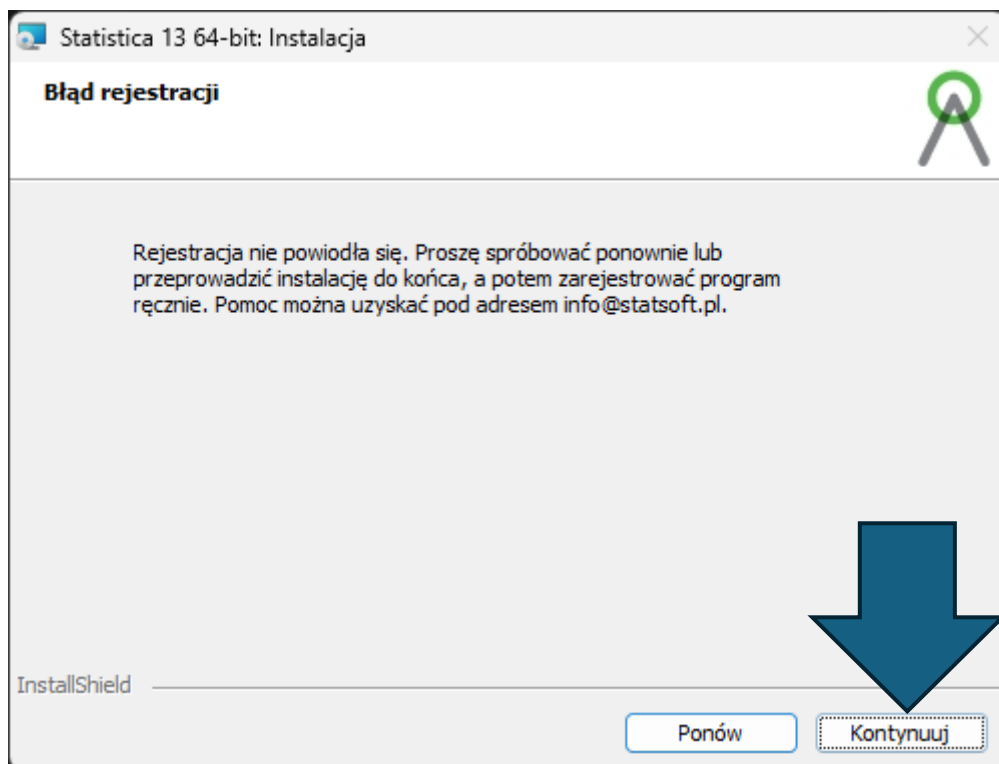 Statistica 13 64-bit: Instalacja
Błąd rejestracji
Rejestracja nie powiodła się. Proszę spróbować ponownie lub
przeprowadzić instalację do końca, a potem zarejestrować program
ręcznie. Pomoc można uzyskać pod adresem info@statsoft.pl.
InstallShield
Ponów
Kontynuuj